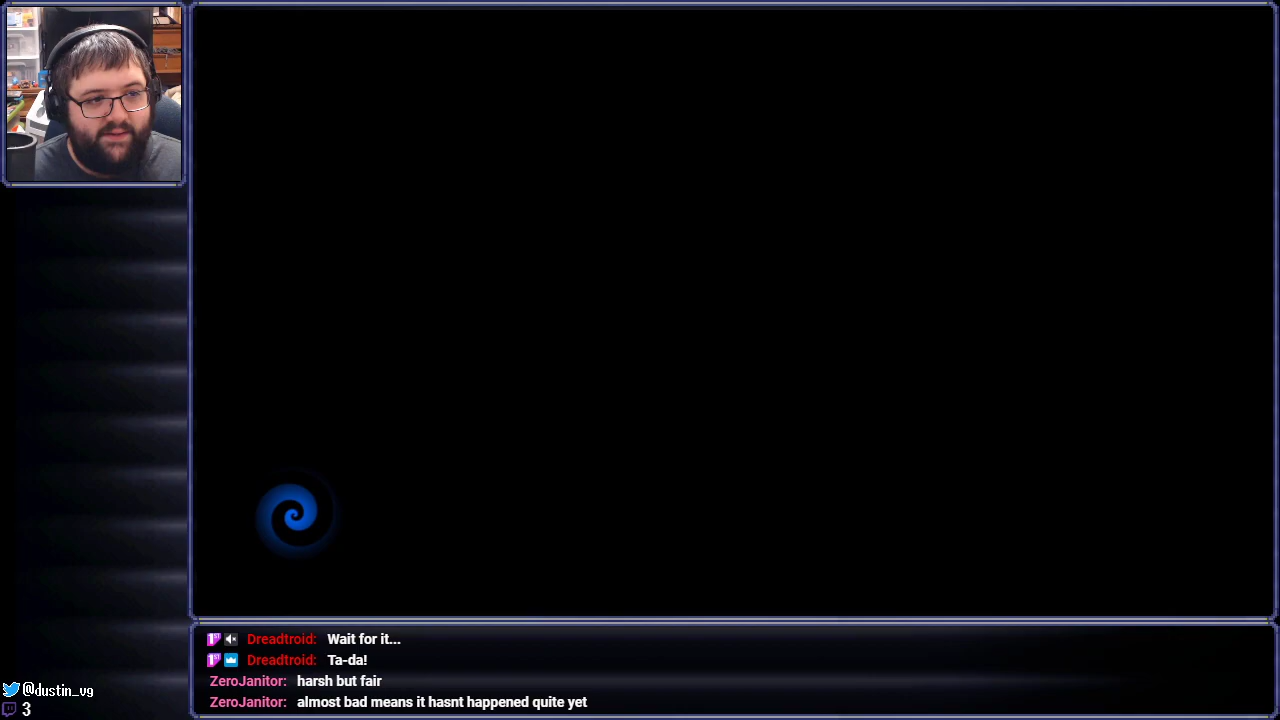 Dreadtroid: Wait for it...
Dreadtroid: Ta-da!
ZeroJanitor: harsh but fair
ZeroJanitor: almost bad means it hasnt happened quite yet
@dustin_vg
3